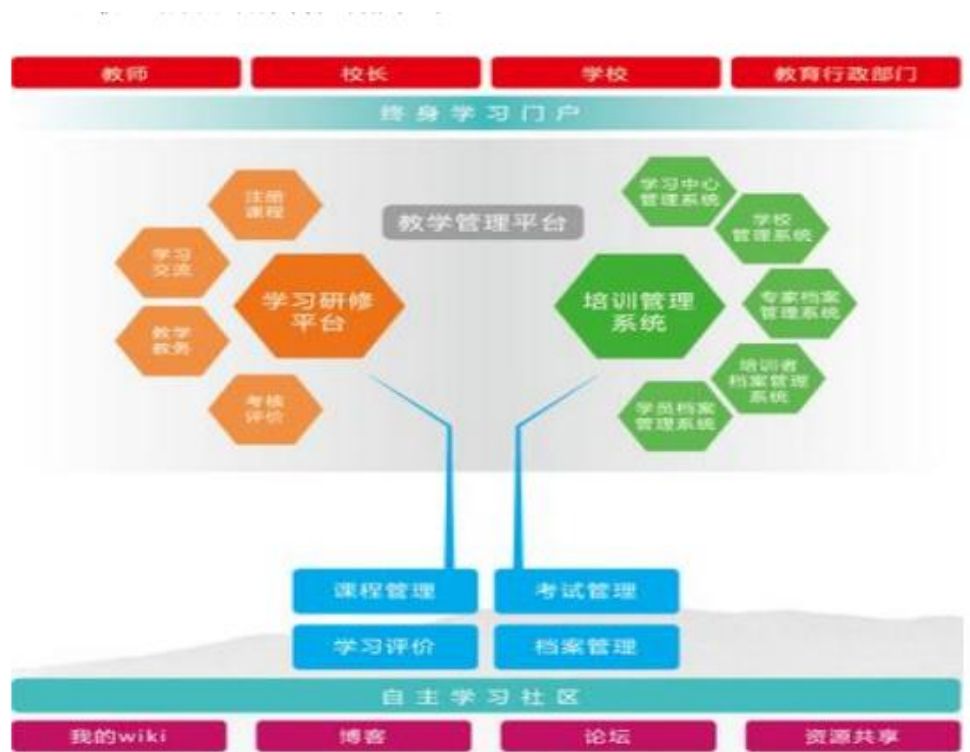 教师 校长 学校 教育行政部门
终身学习门户
教学管理平台
注册
课程
学习
交流
学习研修
平台
教学
教务
考核
评价
学习中心
管理系统
学校
管理系统
培训管理
系统
专家档案
管理系统
培训者
档案管理
系统
学员档案
管理系统
课程管理 考试管理
学习评价 档案管理
自主学习社区
我的wiki 博客 论坛 资源共享